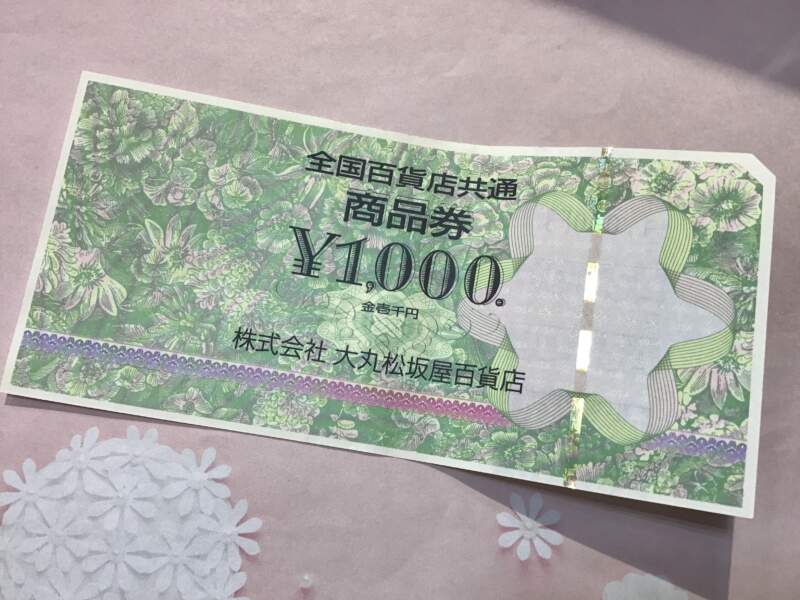 全国百貨店共通
商品券
¥1,000.
金壱千円
株式会社 大丸松坂屋百貨店